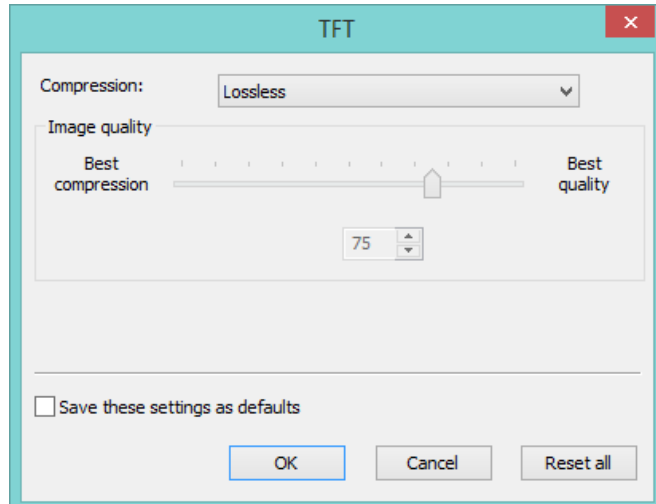 TFT
Compression:
Lossless
Image quality
Best compression
Best quality
75
Save these settings as defaults
OK
Cancel
Reset all